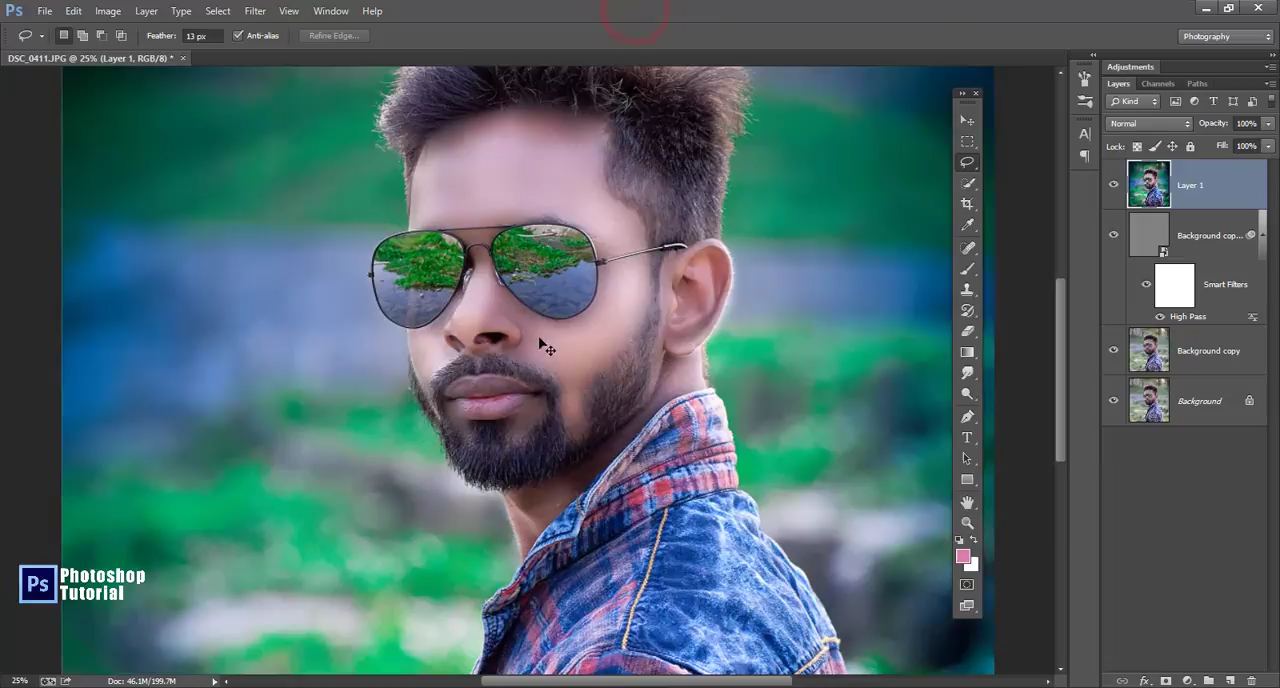 Ps File Edit Image Layer Type Select Filter View Window Help
Feather: 13 px Anti-alias Refine Edge... Photography
DSC_0411.JPG @ 25% (Layer 1, RGB/8) *
Adjustments
Layers Channels Paths
Kind
Normal Opacity: 100%
Lock: Fill: 100%
Layer 1
Background cop...
Smart Filters
High Pass
Background copy
Background
Ps Photoshop
Tutorial
25% Doc: 46.1M/199.7M